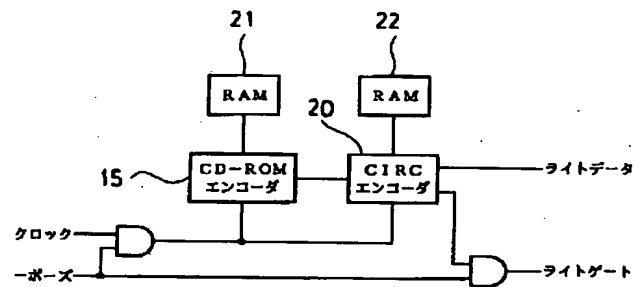 21
22
RAM
RAM
20
15
CD-ROM
エンコーダ
CIRC
エンコーダ
ライトデータ
クロック
ーポーズ
ライトゲート